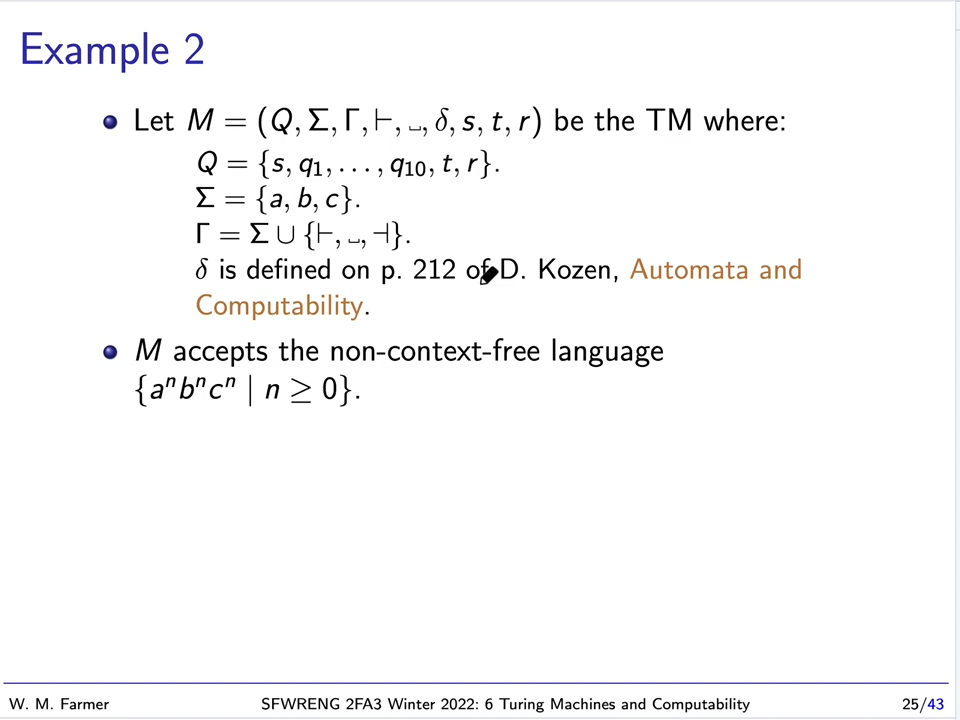 Example 2
Let M = (Q, Σ, Γ, ⊢, ␣, δ, s, t, r) be the TM where:
Q = {s, q₁, . . . , q₁₀, t, r}.
Σ = {a, b, c}.
Γ = Σ ∪ {⊢, ␣, ⊣}.
δ is defined on p. 212 of D. Kozen, Automata and
Computability.
M accepts the non-context-free language
{aⁿbⁿcⁿ | n ≥ 0}.
W. M. Farmer SFWRENG 2FA3 Winter 2022: 6 Turing Machines and Computability 25/43